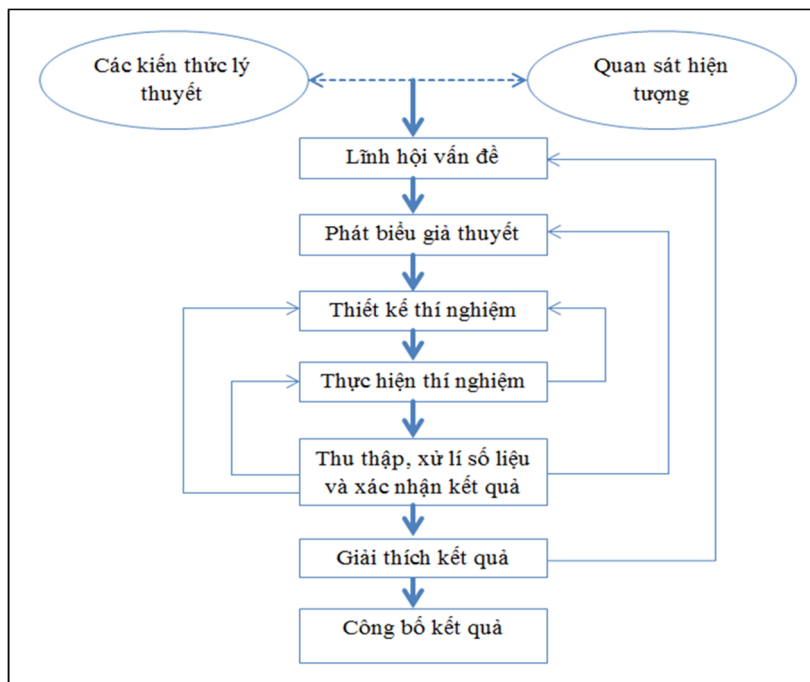 Các kiến thức lý
thuyết
Quan sát hiện
tượng
Lĩnh hội vấn đề
Phát biểu giả thuyết
Thiết kế thí nghiệm
Thực hiện thí nghiệm
Thu thập, xử lí số liệu
và xác nhận kết quả
Giải thích kết quả
Công bố kết quả